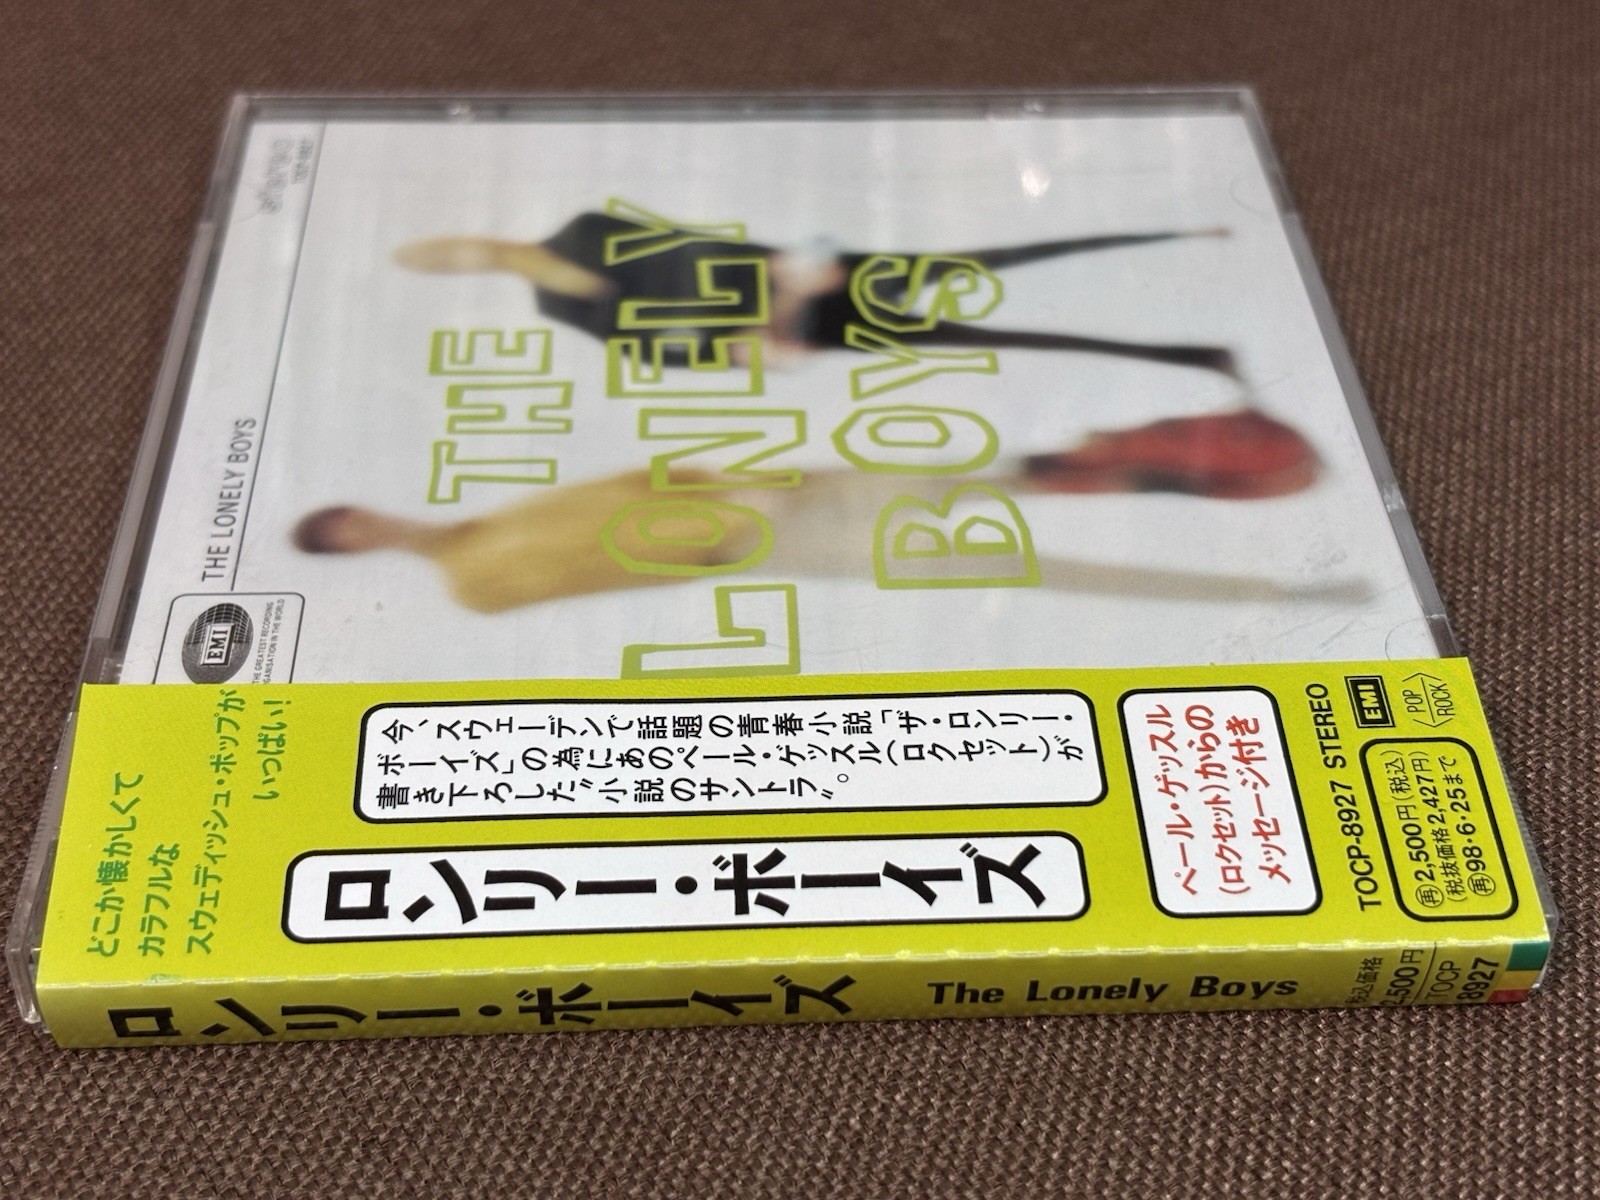 THE LONELY BOYS
TOCP-8927
EMI
THE GREATEST RECORDING
ORGANISATION IN THE WORLD
THE
LONELY
BOYS
どこか懐かしくて
カラフルな
スウェディッシュ・ポップが
いっぱい!
今、スウェーデンで話題の青春小説「ザ・ロンリー・
ボーイズ」の為にあのペール・ゲッスル(ロクセット)が
書き下ろした"小説のサントラ"。
ロンリー・ボーイズ
ペール・ゲッスル
(ロクセット)からの
メッセージ付き
TOCP-8927 STEREO
EMI
POP
ROCK
再2,500円(税込)
(税抜価格2,427円)
再98・6・25まで
ロンリー・ボーイズ
The Lonely Boys
税込価格
2,500円
TOCP
8927